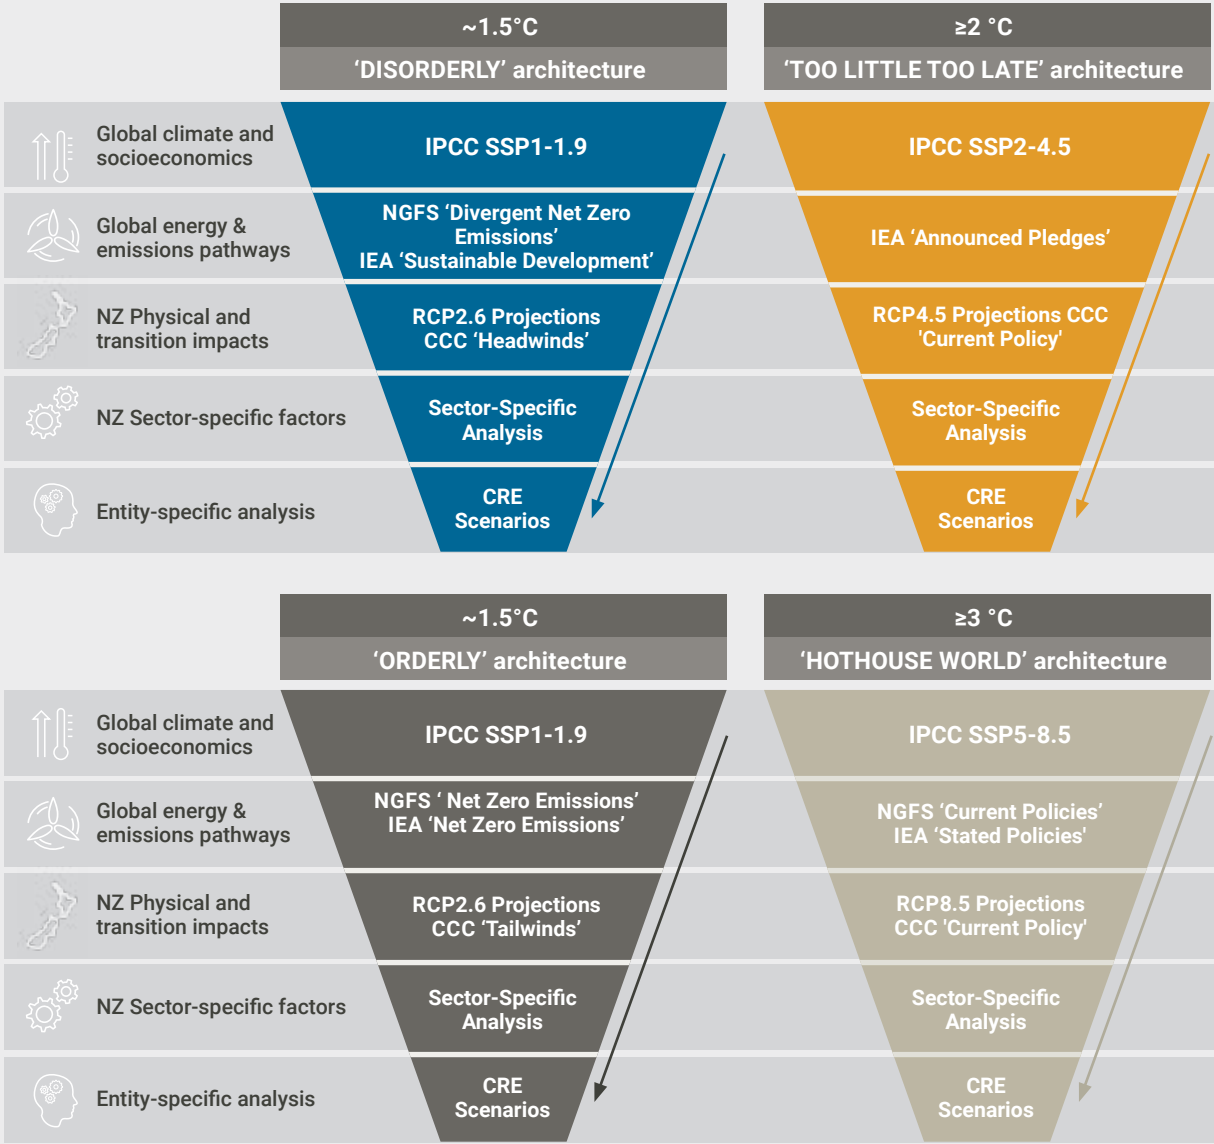 ~1.5°C
‘DISORDERLY’ architecture
≥2 °C
‘TOO LITTLE TOO LATE’ architecture
Global climate and
socioeconomics
IPCC SSP1-1.9
IPCC SSP2-4.5
Global energy &
emissions pathways
NGFS ‘Divergent Net Zero
Emissions’
IEA ‘Sustainable Development’
IEA ‘Announced Pledges’
NZ Physical and
transition impacts
RCP2.6 Projections
CCC ‘Headwinds’
RCP4.5 Projections CCC
'Current Policy'
NZ Sector-specific factors
Sector-Specific
Analysis
Sector-Specific
Analysis
Entity-specific analysis
CRE
Scenarios
CRE
Scenarios
~1.5°C
‘ORDERLY’ architecture
≥3 °C
‘HOTHOUSE WORLD’ architecture
Global climate and
socioeconomics
IPCC SSP1-1.9
IPCC SSP5-8.5
Global energy &
emissions pathways
NGFS ‘ Net Zero Emissions’
IEA ‘Net Zero Emissions’
NGFS ‘Current Policies’
IEA ‘Stated Policies'
NZ Physical and
transition impacts
RCP2.6 Projections
CCC ‘Tailwinds’
RCP8.5 Projections
CCC 'Current Policy'
NZ Sector-specific factors
Sector-Specific
Analysis
Sector-Specific
Analysis
Entity-specific analysis
CRE
Scenarios
CRE
Scenarios